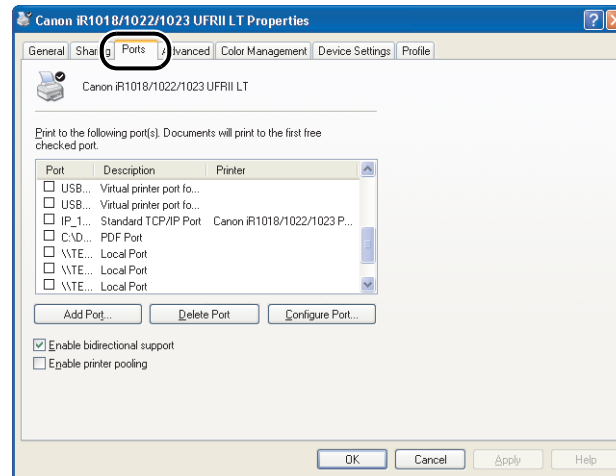 Canon iR1018/1022/1023 UFRII LT Properties
General Sharing Ports Advanced Color Management Device Settings Profile
Canon iR1018/1022/1023 UFRII LT
Print to the following port(s). Documents will print to the first free
checked port.
Port Description Printer
USB... Virtual printer port fo...
USB... Virtual printer port fo...
IP_1... Standard TCP/IP Port Canon iR1018/1022/1023 P...
C:\D... PDF Port
\\TE... Local Port
\\TE... Local Port
\\TE... Local Port
Add Port... Delete Port Configure Port...
Enable bidirectional support
Enable printer pooling
OK Cancel Apply Help